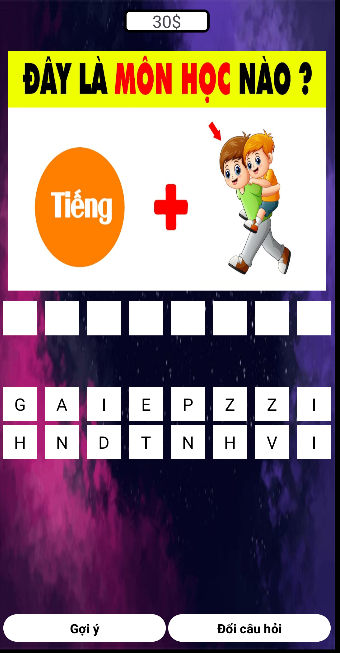 30$
ĐÂY LÀ MÔN HỌC NÀO ?
Tiếng
G A I E P Z Z I
H N D T N H V I
Gợi ý Đổi câu hỏi